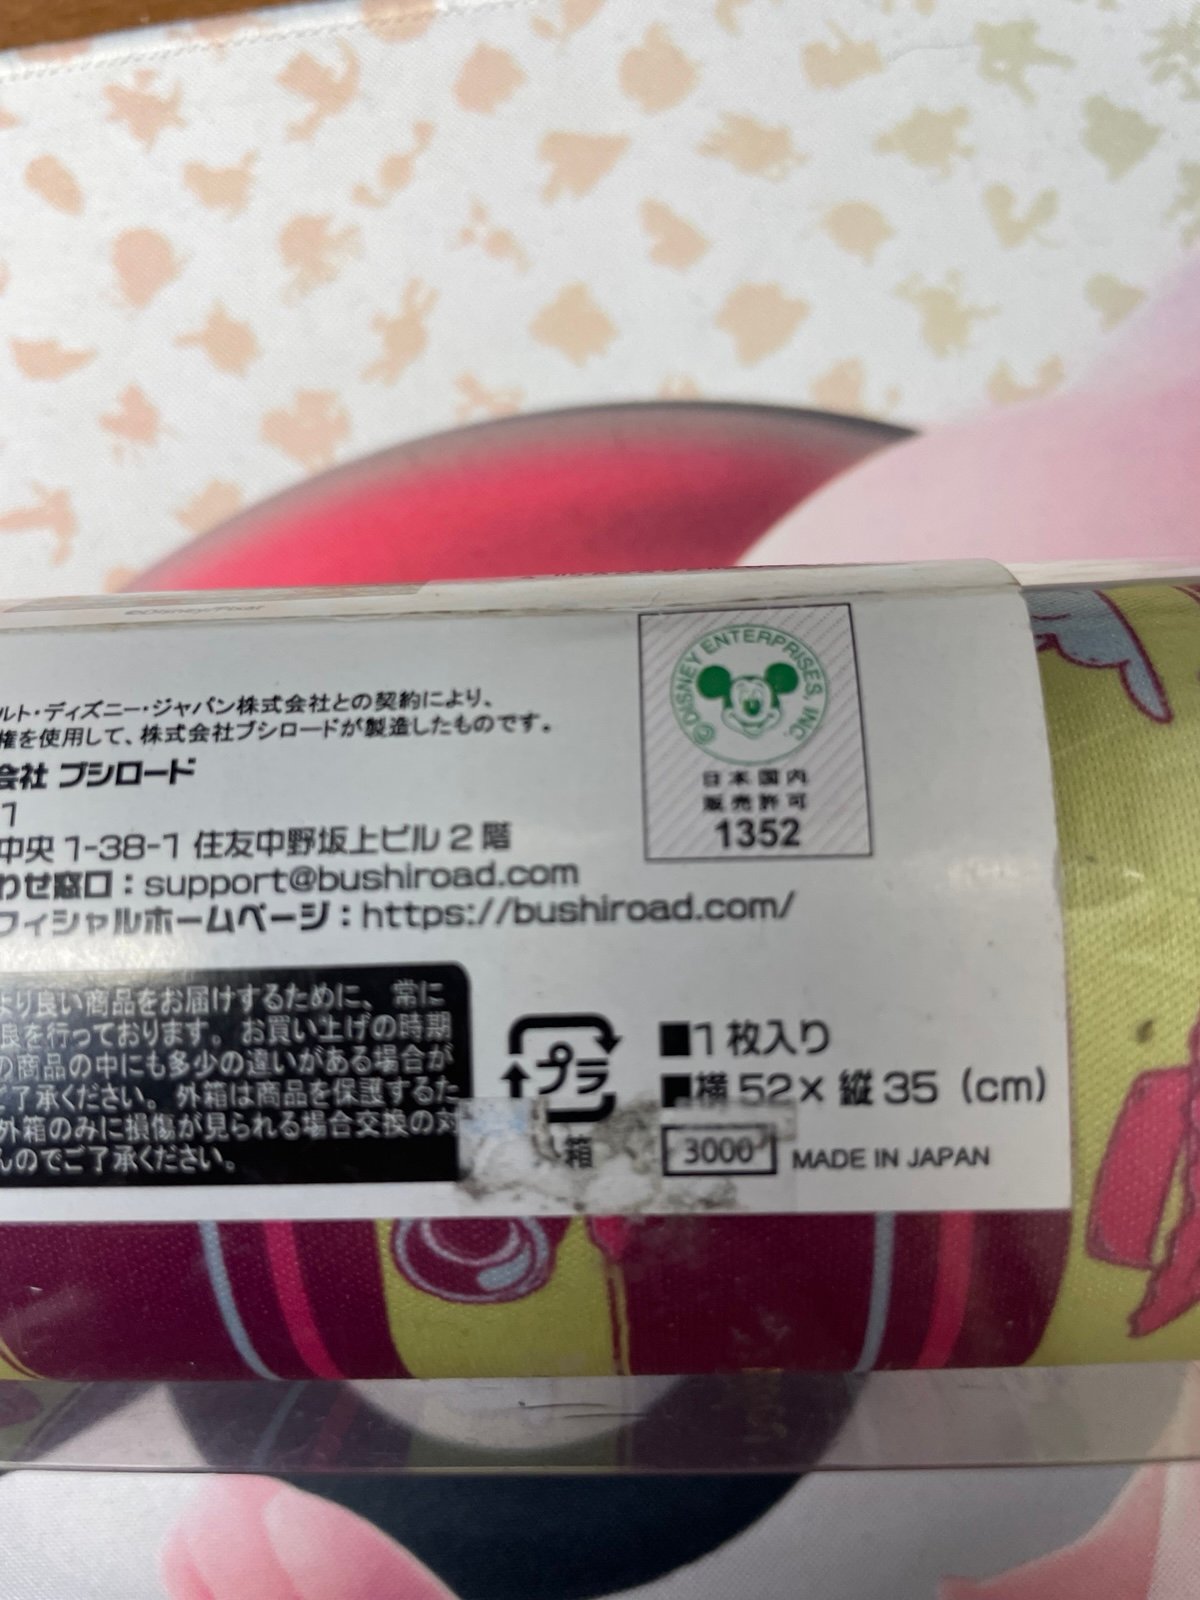 ©Disney/Pixar
ルト・ディズニー・ジャパン株式会社との契約により、
権を使用して、株式会社ブシロードが製造したものです。
会社 ブシロード
1
中央1-38-1 住友中野坂上ビル2階
わせ窓口：support@bushiroad.com
フィシャルホームページ：https://bushiroad.com/
©DISNEY ENTERPRISES, INC.
日本国内
販売許可
1352
より良い商品をお届けするために、常に
良を行っております。お買い上げの時期
の商品の中にも多少の違いがある場合が
ご了承ください。外箱は商品を保護するた
外箱のみに損傷が見られる場合交換の対
んのでご了承ください。
プラ
箱
■1枚入り
■横52×縦35（cm）
3000
MADE IN JAPAN